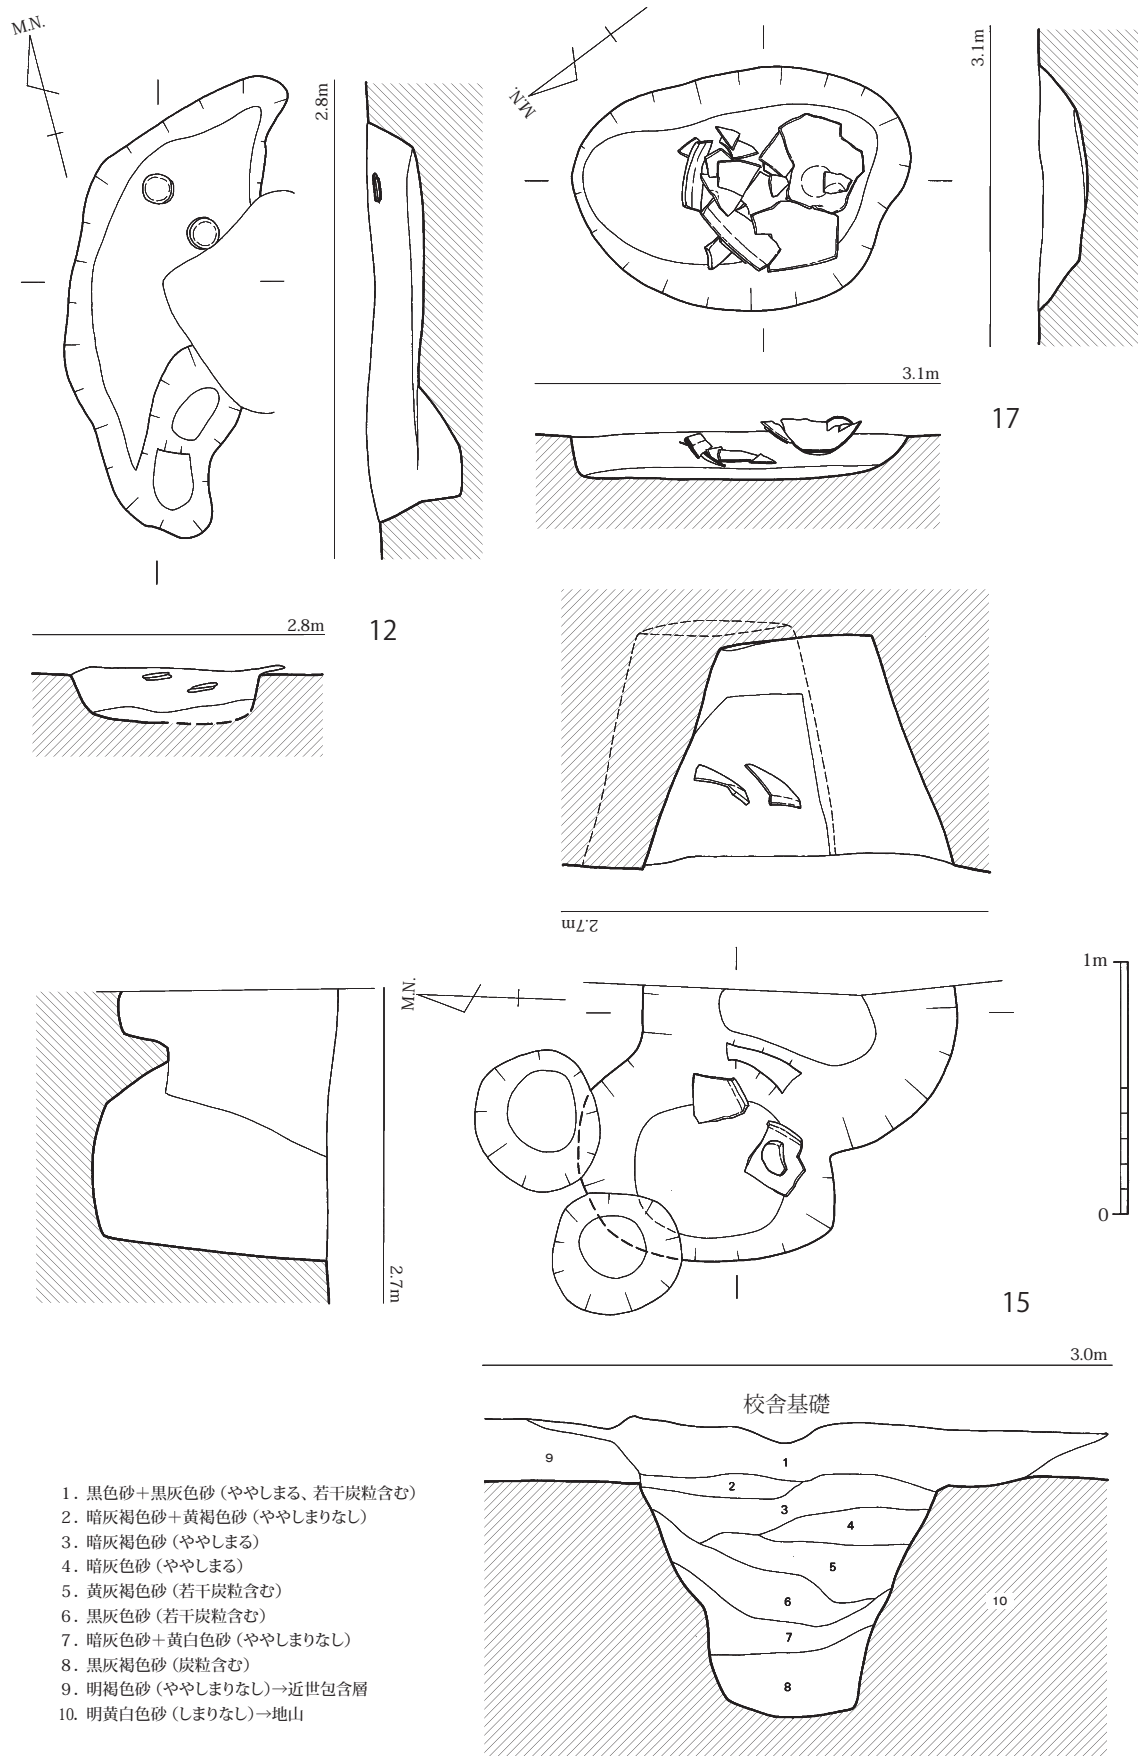 M.N.
2.8m
M.N.
3.1m
3.1m
17
2.8m
12
2.7m
M.N.
1m
0
2.7m
15
3.0m
校舎基礎
9
1
2
3
4
5
6
7
8
10
1. 黒色砂＋黒灰色砂（ややしまる、若干炭粒含む）
2. 暗灰褐色砂＋黄褐色砂（ややしまりなし）
3. 暗灰褐色砂（ややしまる）
4. 暗灰色砂（ややしまる）
5. 黄灰褐色砂（若干炭粒含む）
6. 黒灰色砂（若干炭粒含む）
7. 暗灰色砂＋黄白色砂（ややしまりなし）
8. 黒灰褐色砂（炭粒含む）
9. 明褐色砂（ややしまりなし）→近世包含層
10. 明黄白色砂（しまりなし）→地山